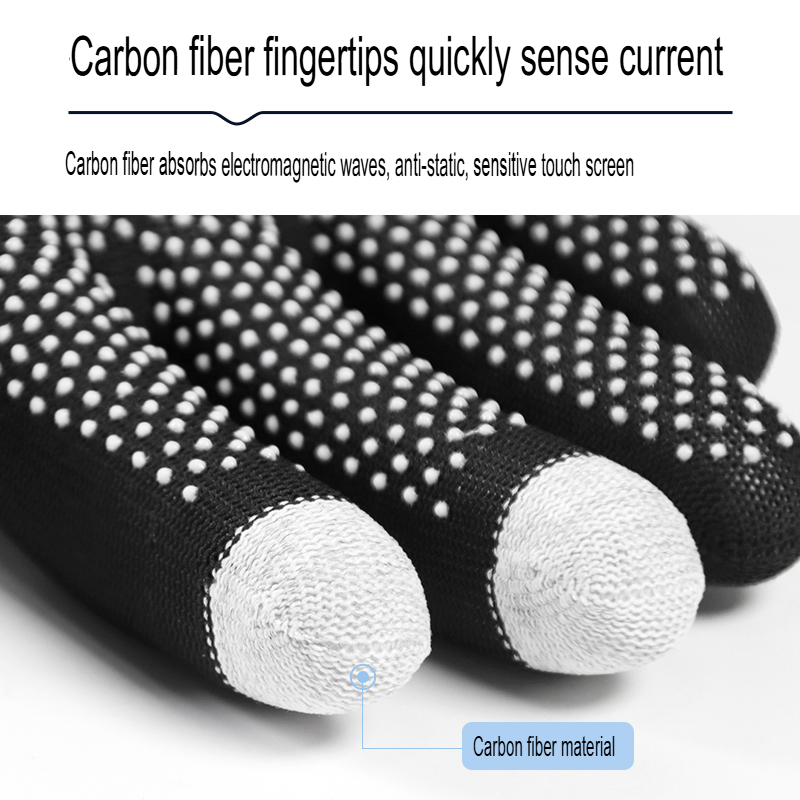 Carbon fiber fingertips quickly sense current
Carbon fiber absorbs electromagnetic waves, anti-static, sensitive touch screen
Carbon fiber material